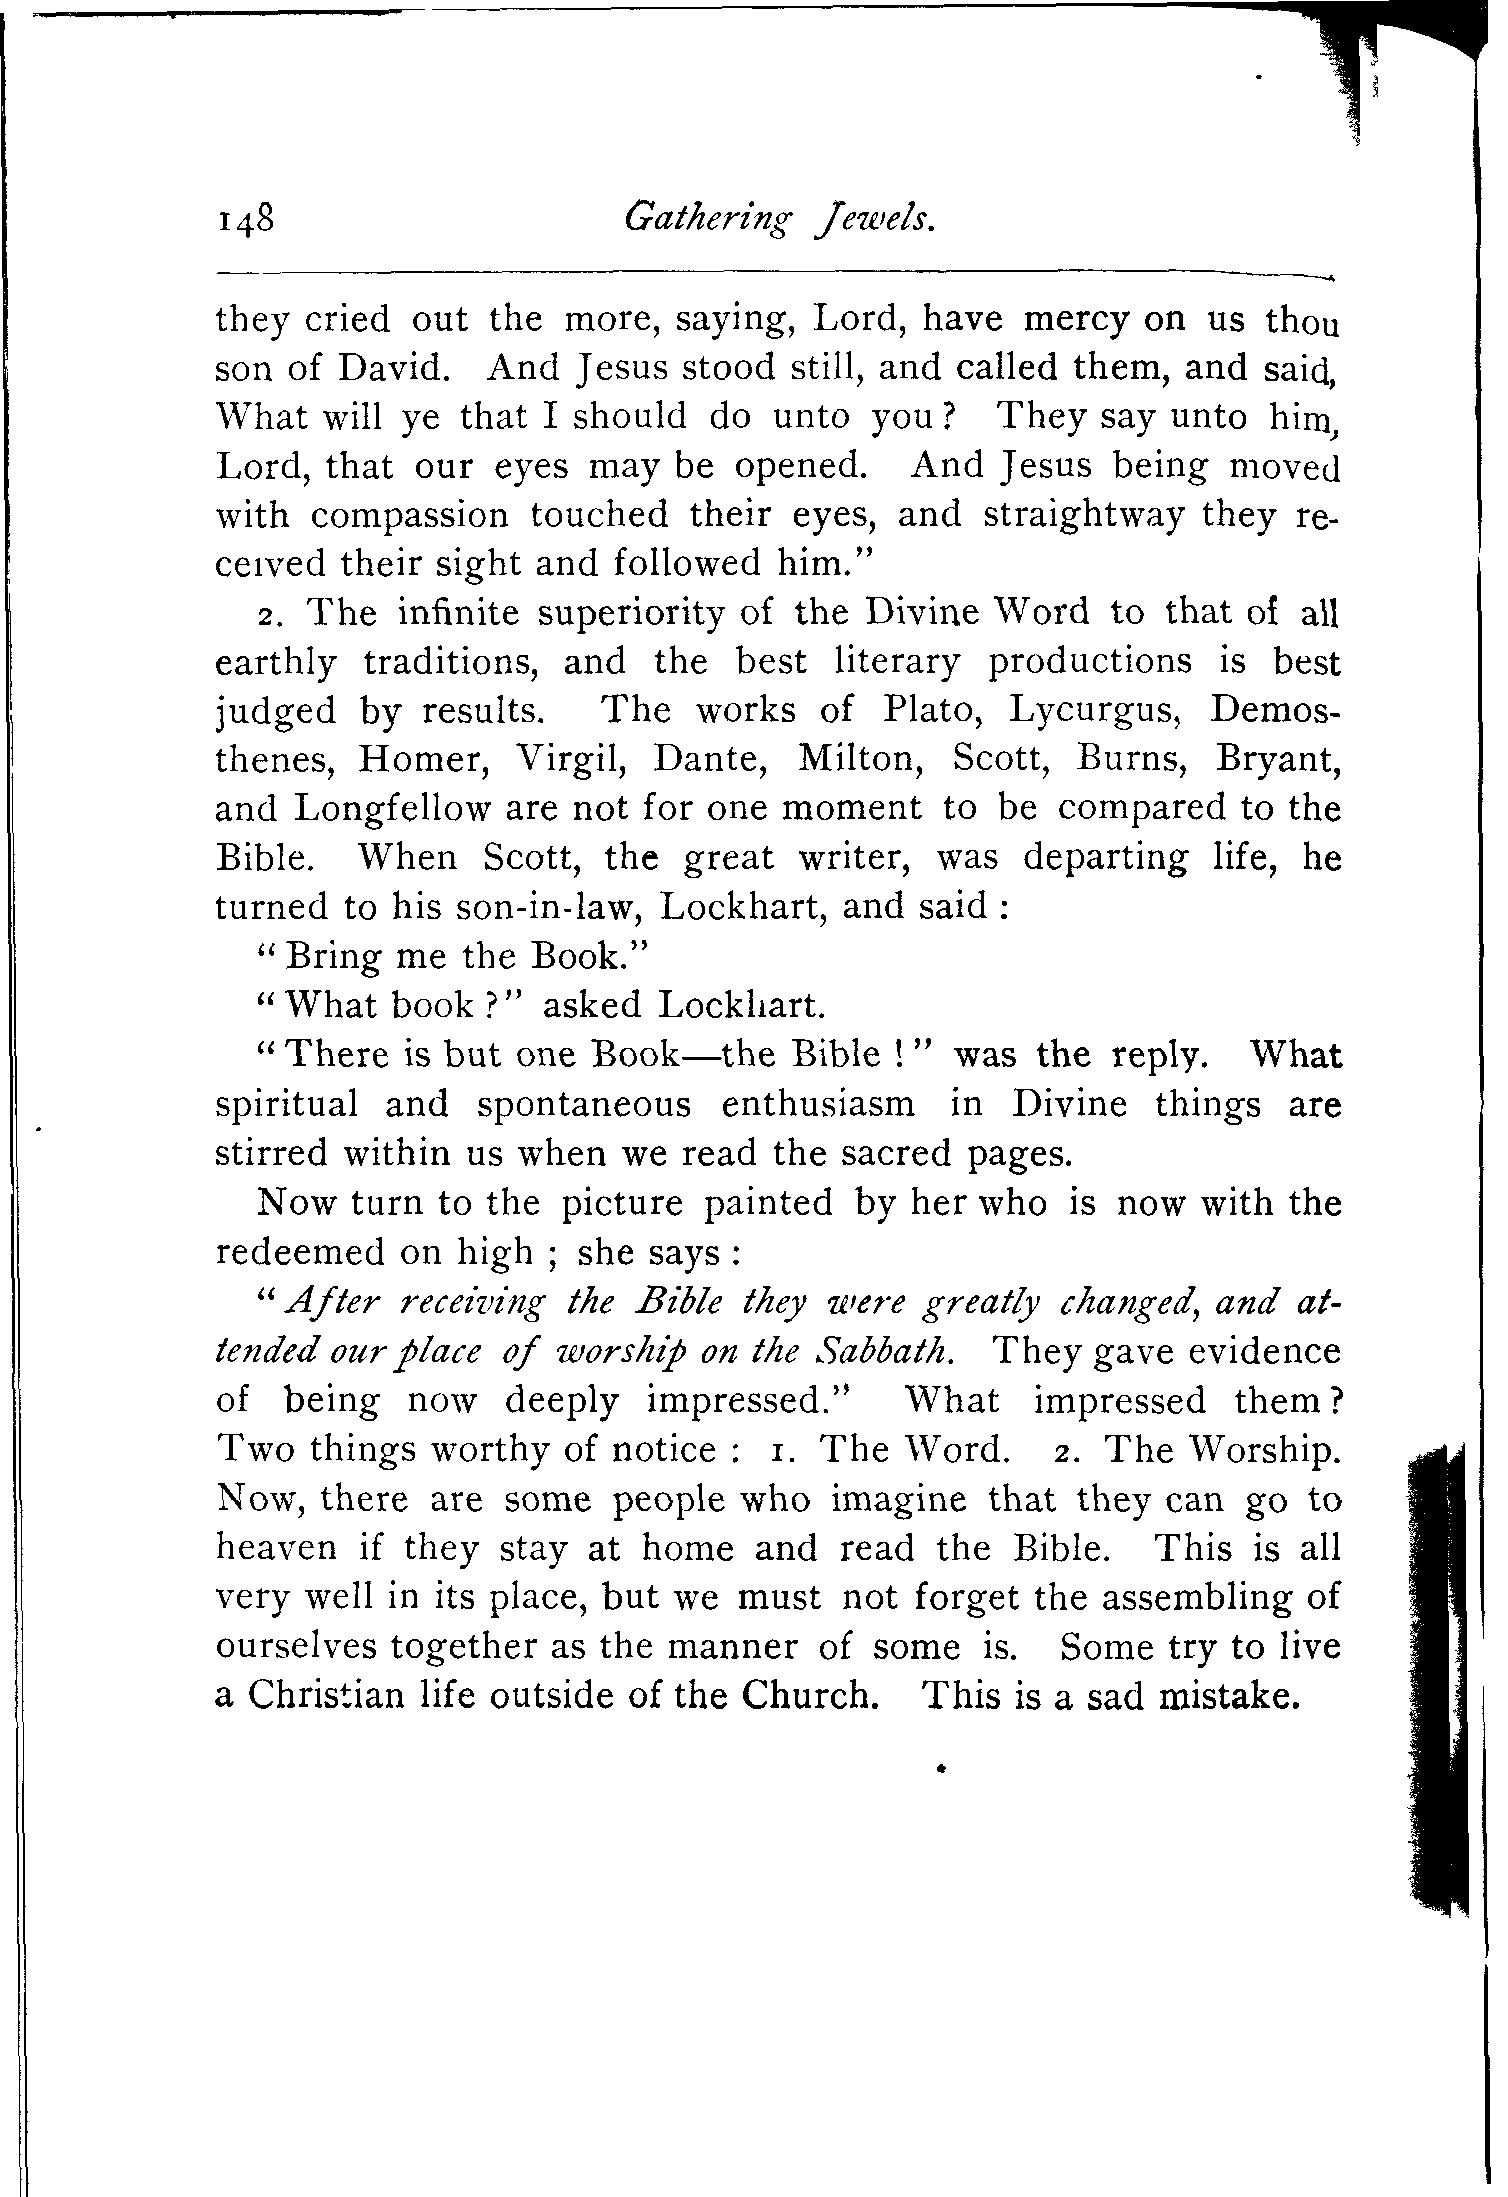 148 Gathering Jewels.
they cried out the more, saying, Lord, have mercy on us thou
son of David. And Jesus stood still, and called them, and said,
What will ye that I should do unto you? They say unto him,
Lord, that our eyes may be opened. And Jesus being moved
with compassion touched their eyes, and straightway they re-
ceived their sight and followed him."
2. The infinite superiority of the Divine Word to that of all
earthly traditions, and the best literary productions is best
judged by results. The works of Plato, Lycurgus, Demos-
thenes, Homer, Virgil, Dante, Milton, Scott, Burns, Bryant,
and Longfellow are not for one moment to be compared to the
Bible. When Scott, the great writer, was departing life, he
turned to his son-in-law, Lockhart, and said :
"Bring me the Book."
"What book?" asked Lockhart.
"There is but one Book—the Bible!" was the reply. What
spiritual and spontaneous enthusiasm in Divine things are
stirred within us when we read the sacred pages.
Now turn to the picture painted by her who is now with the
redeemed on high ; she says :
"After receiving the Bible they were greatly changed, and at-
tended our place of worship on the Sabbath. They gave evidence
of being now deeply impressed." What impressed them?
Two things worthy of notice : 1. The Word. 2. The Worship.
Now, there are some people who imagine that they can go to
heaven if they stay at home and read the Bible. This is all
very well in its place, but we must not forget the assembling of
ourselves together as the manner of some is. Some try to live
a Christian life outside of the Church. This is a sad mistake.